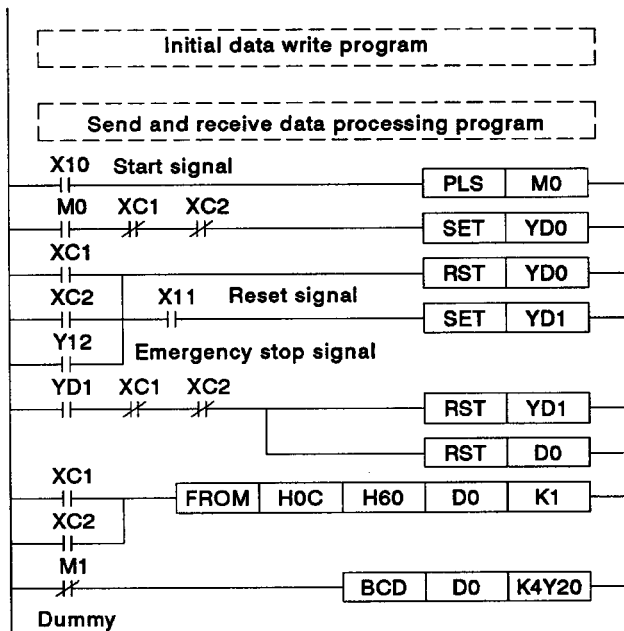 Initial data write program
Send and receive data processing program
X10 Start signal
PLS M0
M0 XC1 XC2
SET YD0
XC1
RST YD0
XC2 X11 Reset signal
SET YD1
Y12 Emergency stop signal
YD1 XC1 XC2
RST YD1
RST D0
XC1
FROM H0C H60 D0 K1
XC2
M1
BCD D0 K4Y20
Dummy